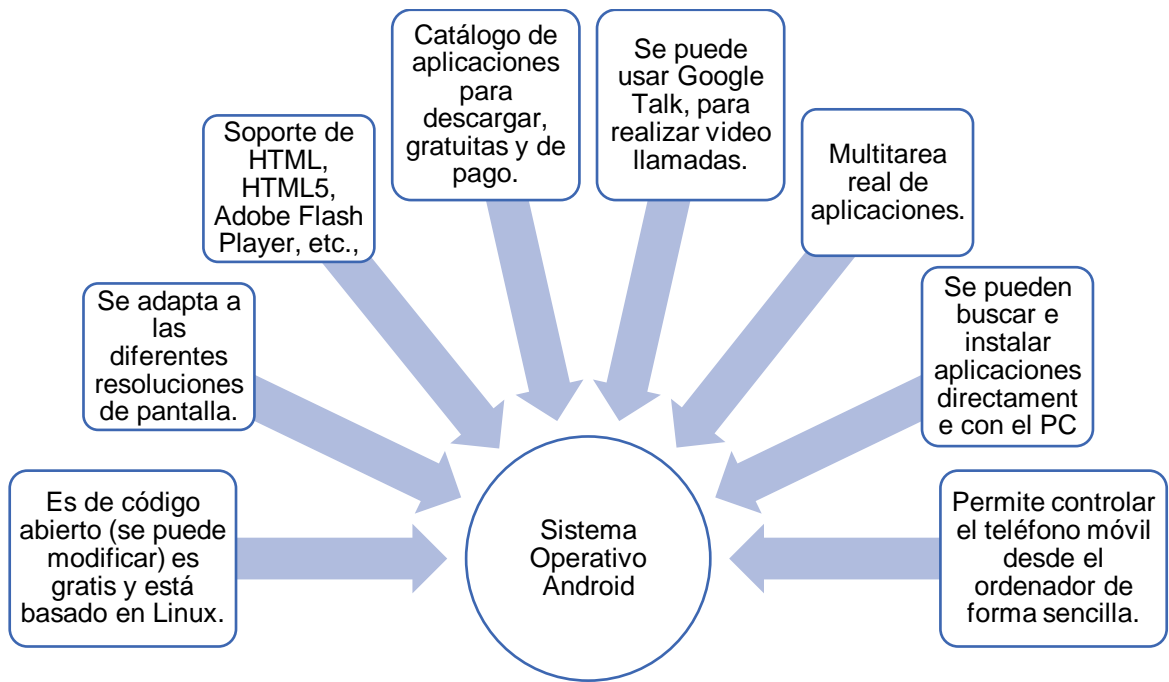 Es de código
abierto (se puede
modificar) es
gratis y está
basado en Linux.
Se adapta a
las
diferentes
resoluciones
de pantalla.
Soporte de
HTML,
HTML5,
Adobe Flash
Player, etc.,
Catálogo de
aplicaciones
para
descargar,
gratuitas y de
pago.
Se puede
usar Google
Talk, para
realizar video
llamadas.
Multitarea
real de
aplicaciones.
Se pueden
buscar e
instalar
aplicaciones
directament
e con el PC
Permite controlar
el teléfono móvil
desde el
ordenador de
forma sencilla.
Sistema
Operativo
Android